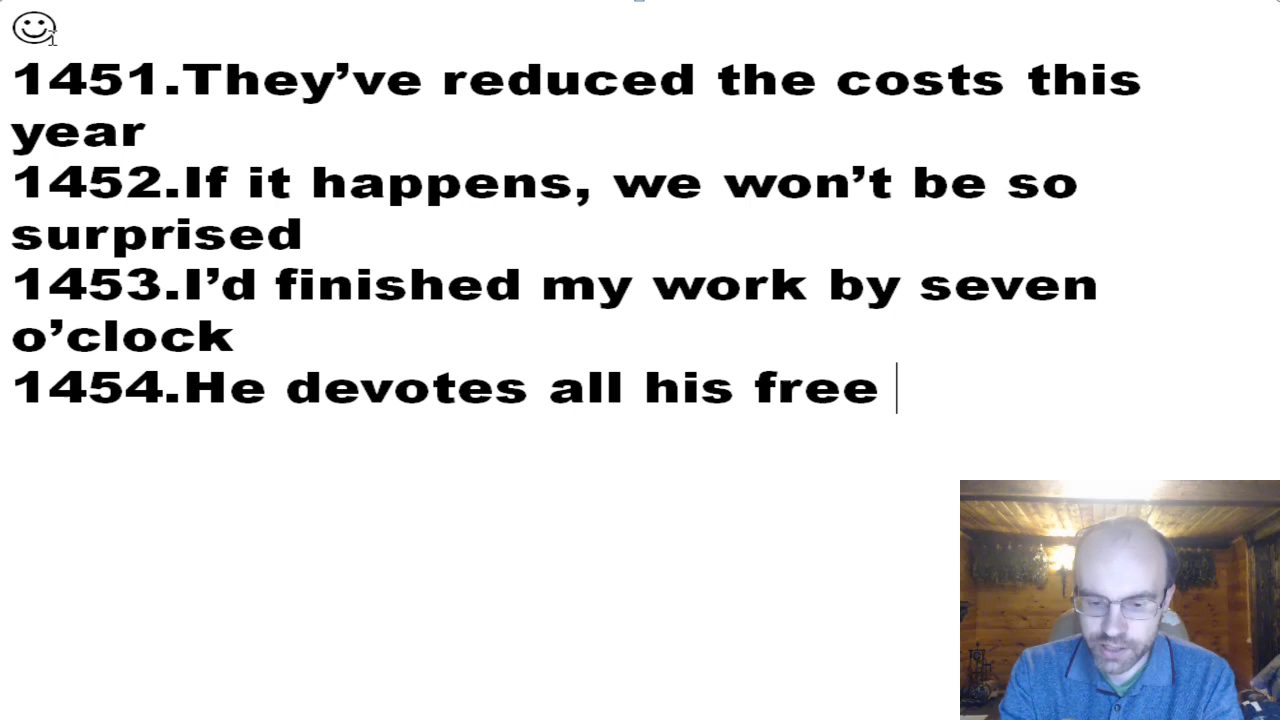 1451.They’ve reduced the costs this
year
1452.If it happens, we won’t be so
surprised
1453.I’d finished my work by seven
o’clock
1454.He devotes all his free